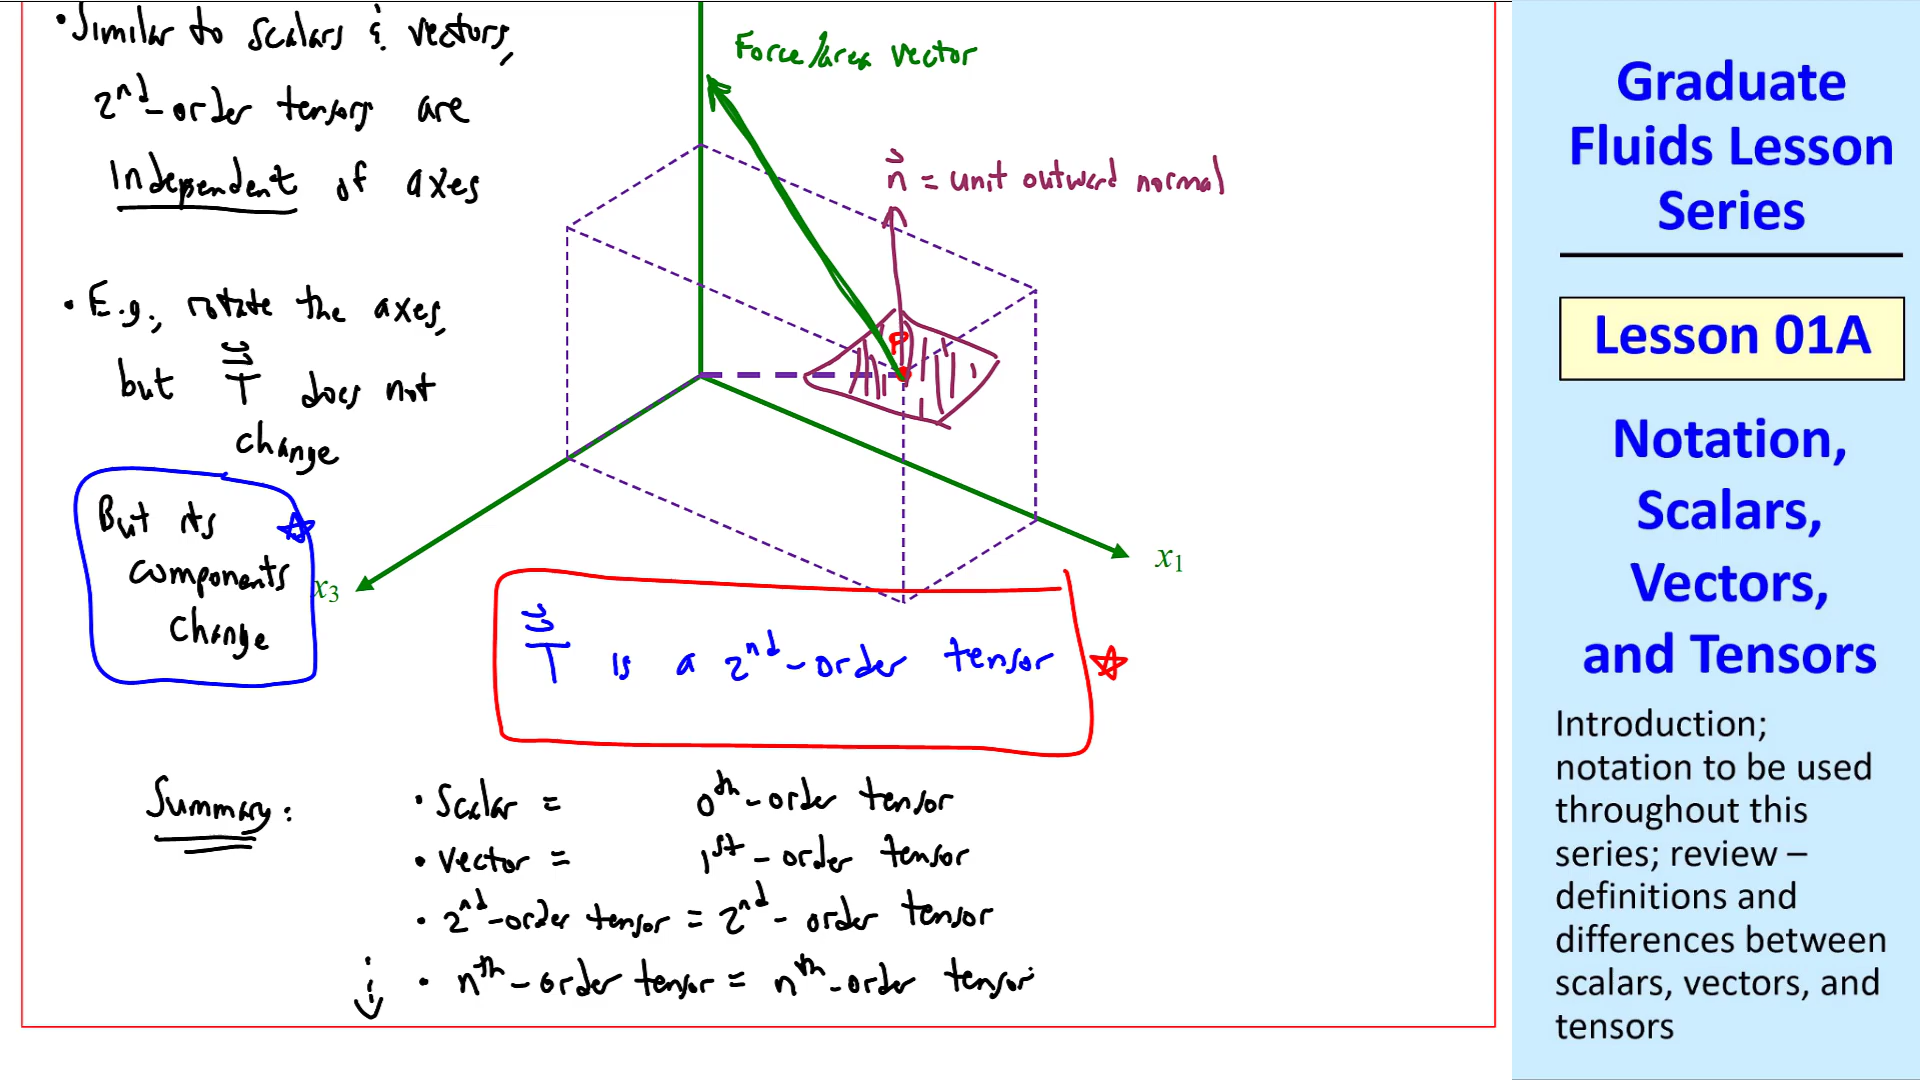 • Similar to scalars & vectors,
2nd-order tensors are
independent of axes
• E.g., rotate the axes,
but T does not
change
But its
components
change
Force/area vector
n = unit outward normal
P
x3
x1
T is a 2nd-order tensor
Summary:
• Scalar = 0th-order tensor
• Vector = 1st-order tensor
• 2nd-order tensor = 2nd-order tensor
• nth-order tensor = nth-order tensor
Graduate
Fluids Lesson
Series
Lesson 01A
Notation,
Scalars,
Vectors,
and Tensors
Introduction;
notation to be used
throughout this
series; review –
definitions and
differences between
scalars, vectors, and
tensors